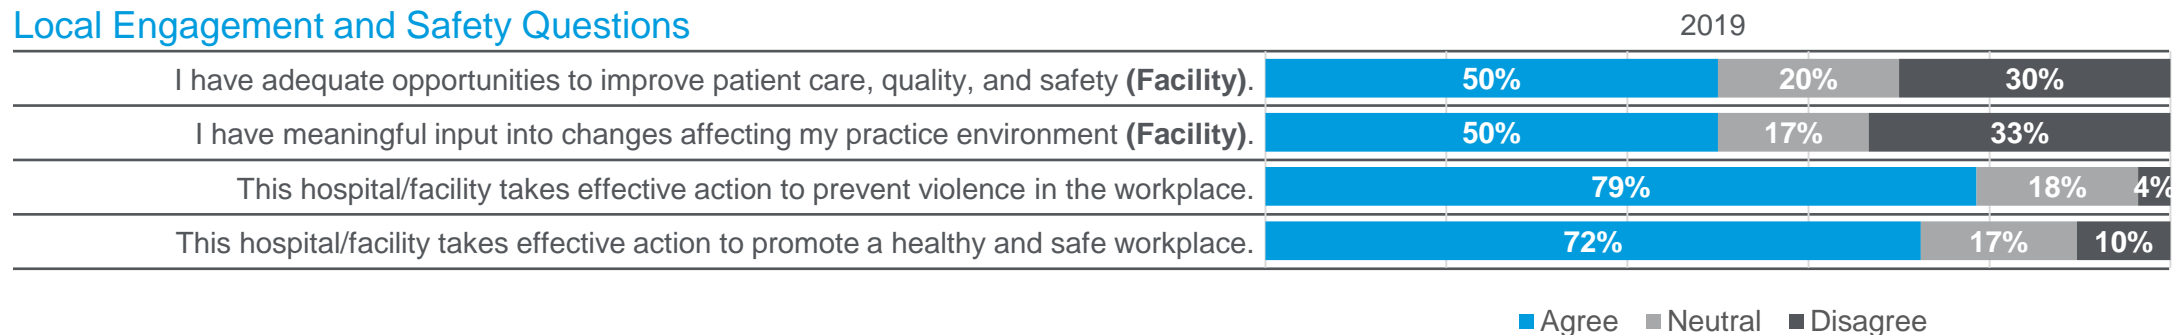 Local Engagement and Safety Questions 2019
I have adequate opportunities to improve patient care, quality, and safety (Facility). 50% 20% 30%
I have meaningful input into changes affecting my practice environment (Facility). 50% 17% 33%
This hospital/facility takes effective action to prevent violence in the workplace. 79% 18% 4%
This hospital/facility takes effective action to promote a healthy and safe workplace. 72% 17% 10%
Agree Neutral Disagree